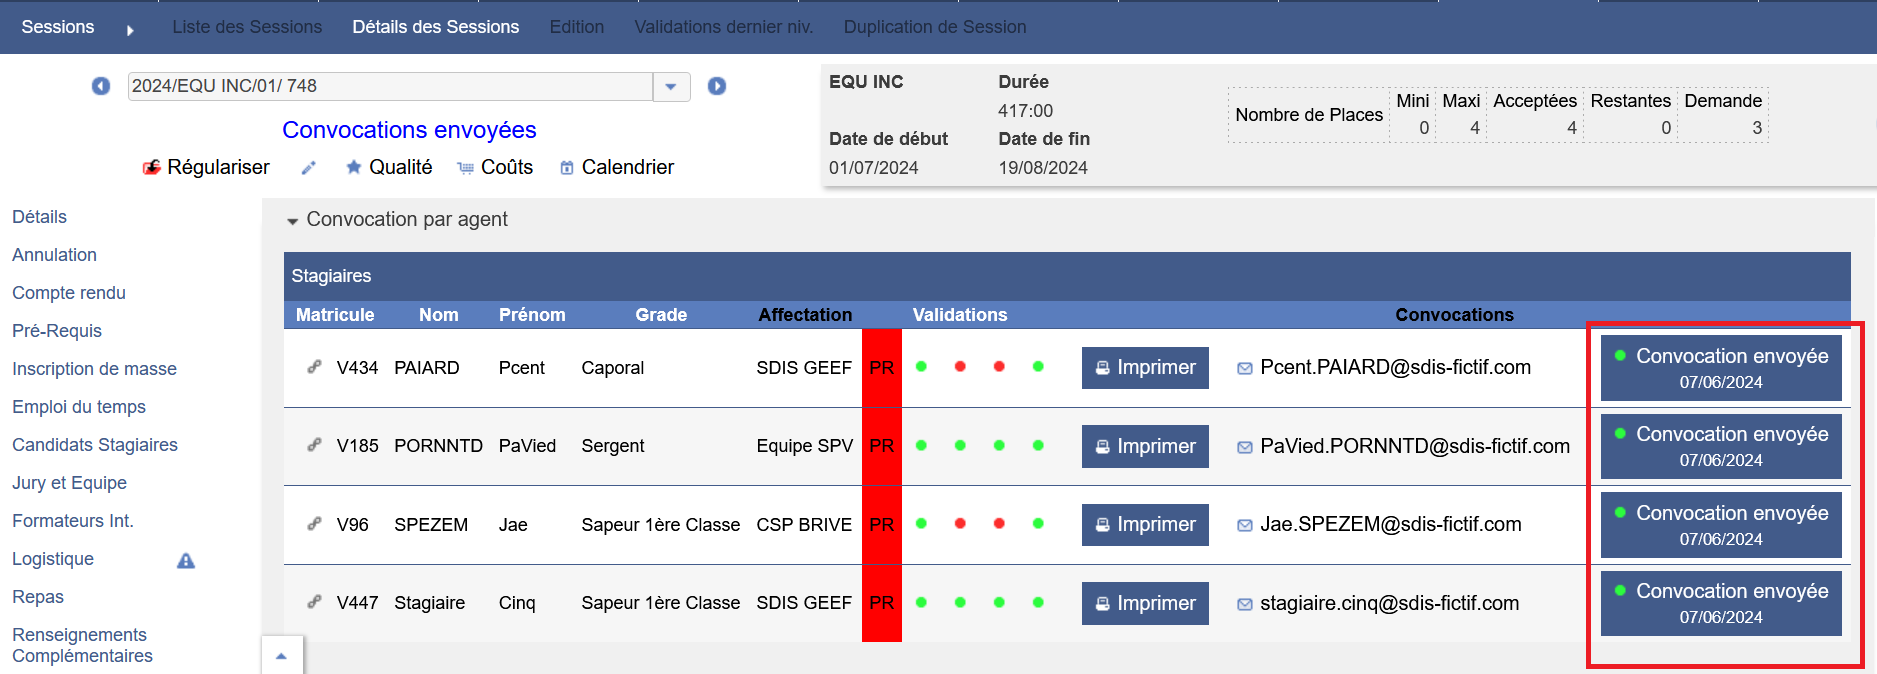 Sessions Liste des Sessions Détails des Sessions Edition Validations dernier niv. Duplication de Session
2024/EQU INC/01/ 748
Convocations envoyées
Régulariser Qualité Coûts Calendrier
EQU INC Durée
417:00
Date de début Date de fin
01/07/2024 19/08/2024
Nombre de Places Mini Maxi Acceptées Restantes Demande
0 4 4 0 3
Détails
Annulation
Compte rendu
Pré-Requis
Inscription de masse
Emploi du temps
Candidats Stagiaires
Jury et Equipe
Formateurs Int.
Logistique
Repas
Renseignements
Complémentaires
Convocation par agent
Stagiaires
Matricule Nom Prénom Grade Affectation Validations Convocations
V434 PAIARD Pcent Caporal SDIS GEEF PR Imprimer Pcent.PAIARD@sdis-fictif.com Convocation envoyée
07/06/2024
V185 PORNNTD PaVied Sergent Equipe SPV PR Imprimer PaVied.PORNNTD@sdis-fictif.com Convocation envoyée
07/06/2024
V96 SPEZEM Jae Sapeur 1ère Classe CSP BRIVE PR Imprimer Jae.SPEZEM@sdis-fictif.com Convocation envoyée
07/06/2024
V447 Stagiaire Cinq Sapeur 1ère Classe SDIS GEEF PR Imprimer stagiaire.cinq@sdis-fictif.com Convocation envoyée
07/06/2024